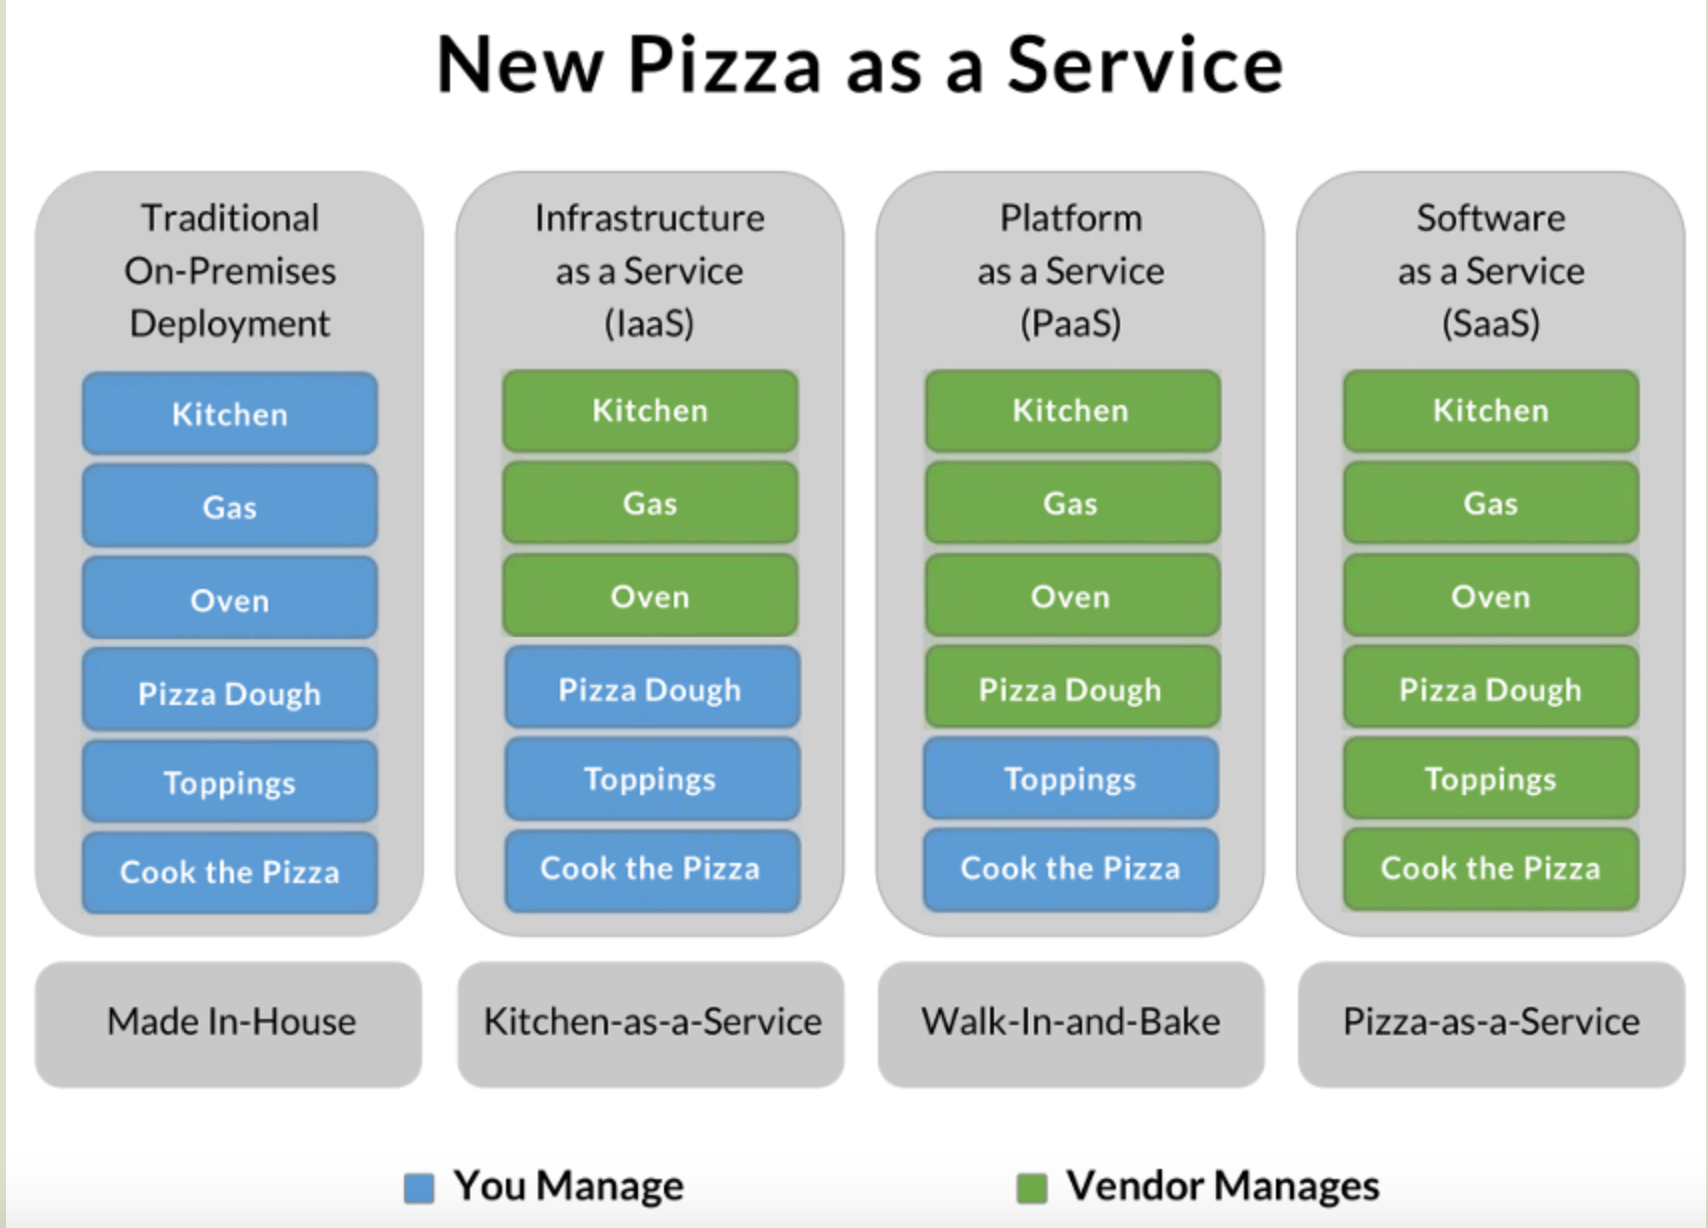 New Pizza as a Service
Traditional
On-Premises
Deployment
Kitchen
Gas
Oven
Pizza Dough
Toppings
Cook the Pizza
Made In-House
Infrastructure
as a Service
(IaaS)
Kitchen
Gas
Oven
Pizza Dough
Toppings
Cook the Pizza
Kitchen-as-a-Service
Platform
as a Service
(PaaS)
Kitchen
Gas
Oven
Pizza Dough
Toppings
Cook the Pizza
Walk-In-and-Bake
Software
as a Service
(SaaS)
Kitchen
Gas
Oven
Pizza Dough
Toppings
Cook the Pizza
Pizza-as-a-Service
You Manage
Vendor Manages